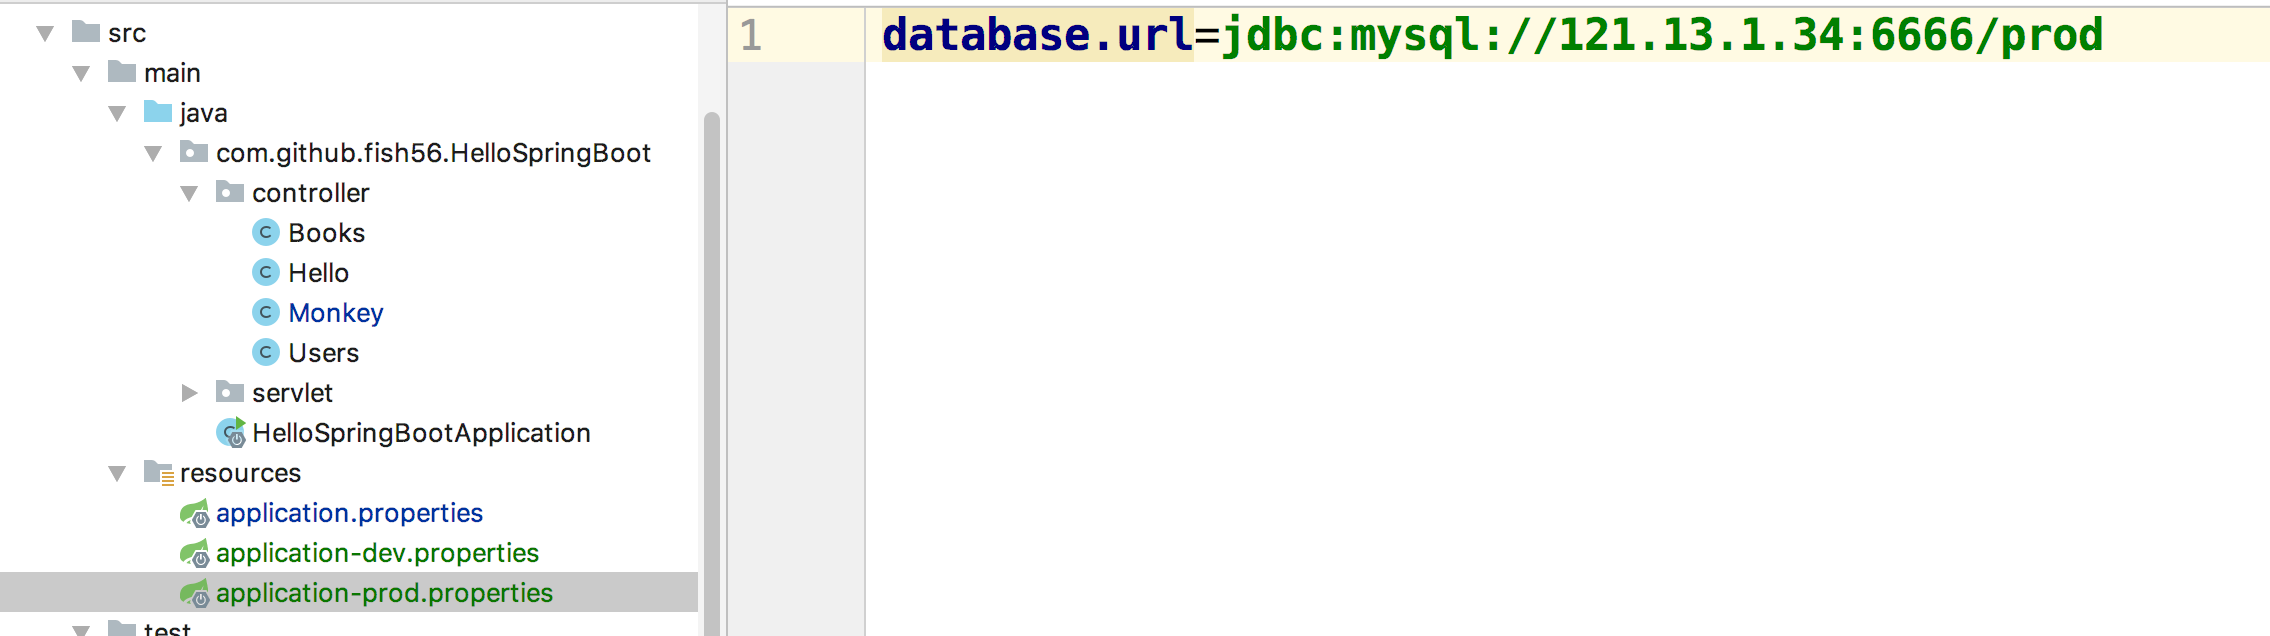 src
main
java
com.github.fish56.HelloSpringBoot
controller
Books
Hello
Monkey
Users
servlet
HelloSpringBootApplication
resources
application.properties
application-dev.properties
application-prod.properties
test
1 database.url=jdbc:mysql://121.13.1.34:6666/prod